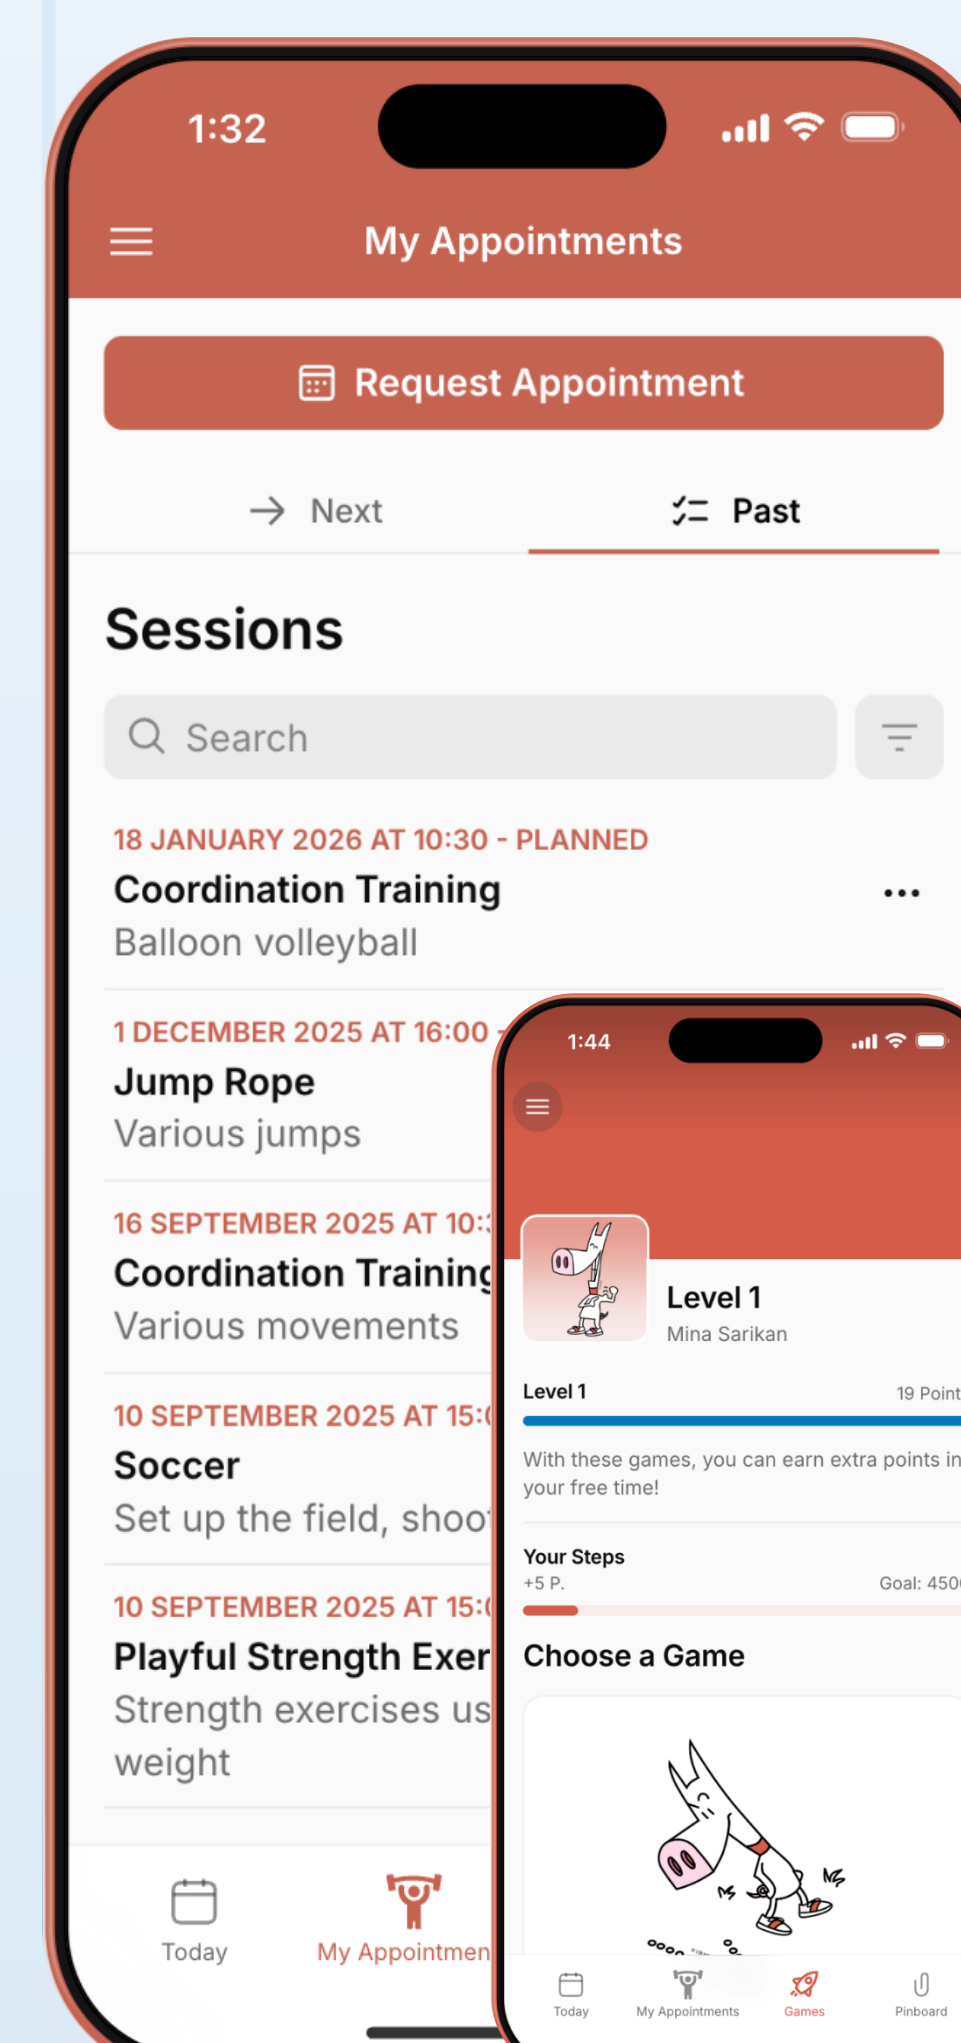 1:32
My Appointments
Request Appointment
Next
Past
Sessions
Search
18 JANUARY 2026 AT 10:30 - PLANNED
Coordination Training
Balloon volleyball
1 DECEMBER 2025 AT 16:00 -
Jump Rope
Various jumps
16 SEPTEMBER 2025 AT 10:3
Coordination Training
Various movements
10 SEPTEMBER 2025 AT 15:0
Soccer
Set up the field, shoo
10 SEPTEMBER 2025 AT 15:0
Playful Strength Exer
Strength exercises us
weight
Today
My Appointmen
1:44
Level 1
Mina Sarikan
Level 1
19 Point
With these games, you can earn extra points in
your free time!
Your Steps
+5 P.
Goal: 450
Choose a Game
Today
My Appointments
Games
Pinboard